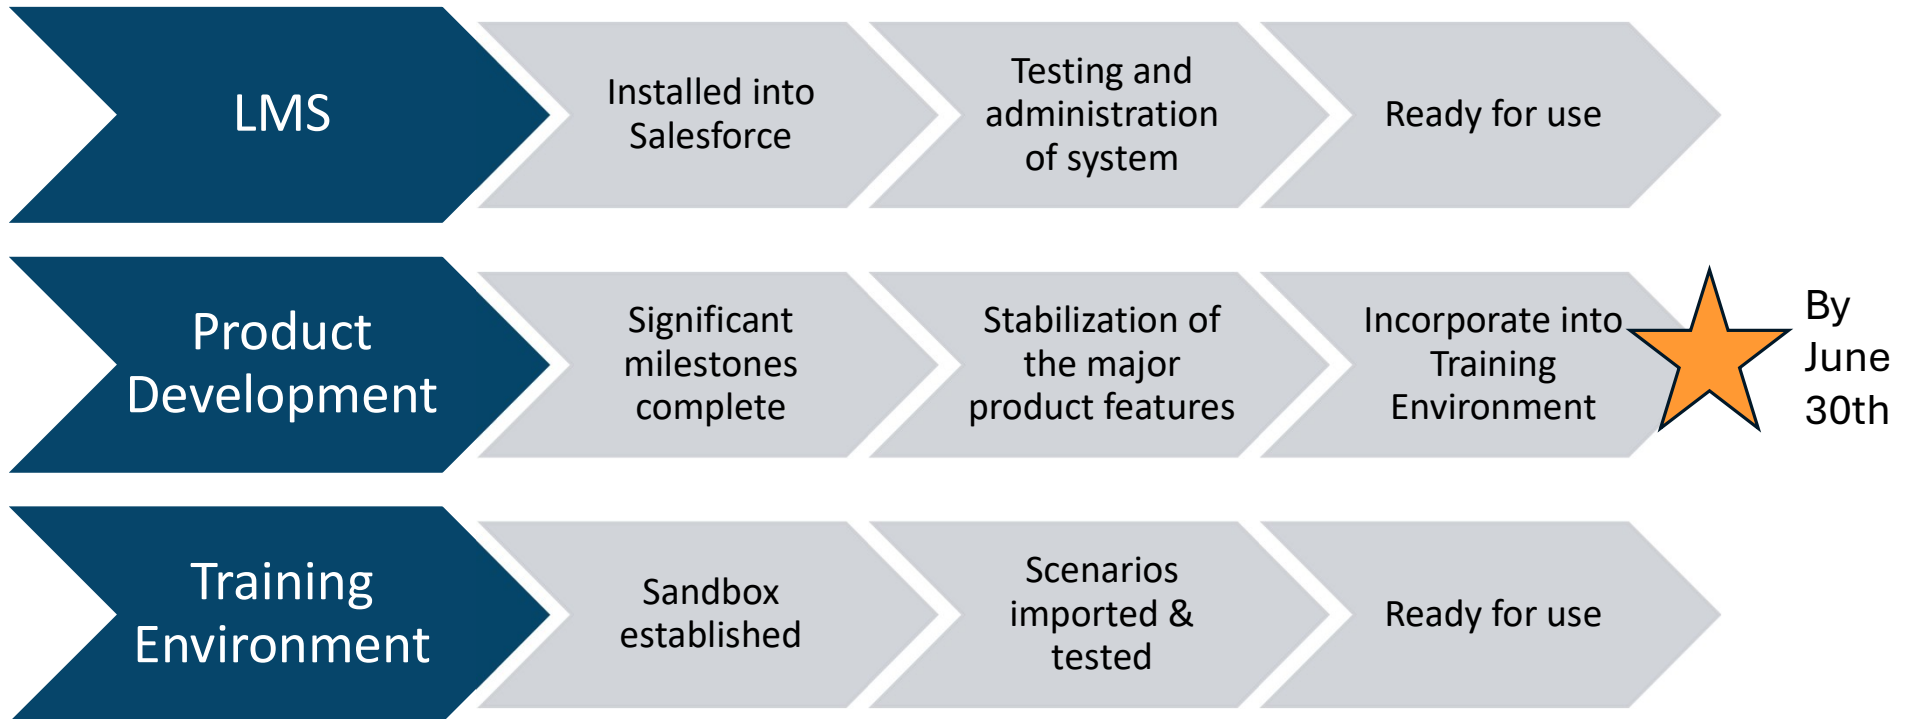 LMS
Installed into
Salesforce
Testing and
administration
of system
Ready for use
Product
Development
Significant
milestones
complete
Stabilization of
the major
product features
Incorporate into
Training
Environment
By
June
30th
Training
Environment
Sandbox
established
Scenarios
imported &
tested
Ready for use